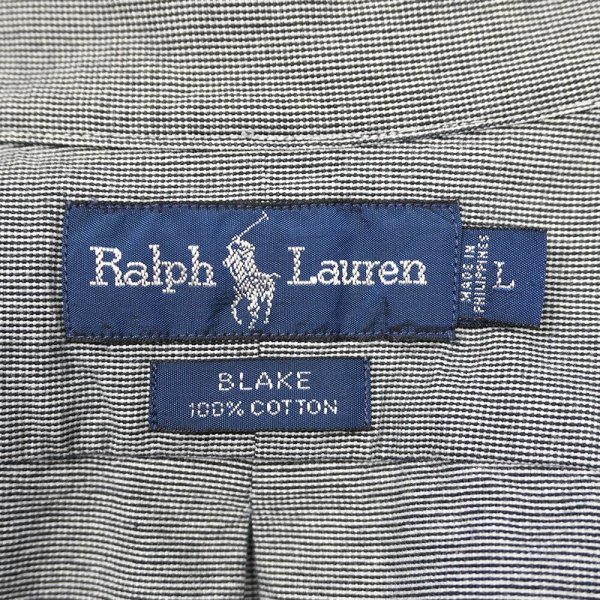 Ralph Lauren
MADE IN
PHILIPPINES
L
BLAKE
100% COTTON